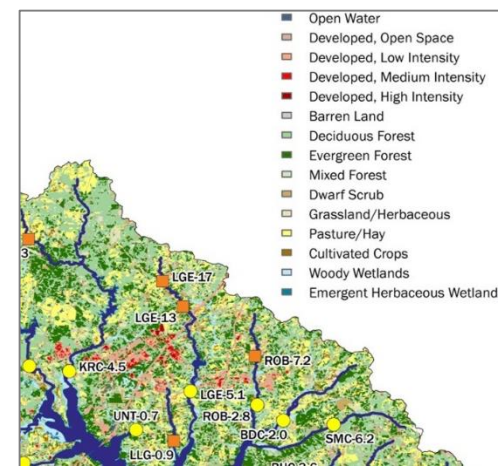 Open Water
Developed, Open Space
Developed, Low Intensity
Developed, Medium Intensity
Developed, High Intensity
Barren Land
Deciduous Forest
Evergreen Forest
Mixed Forest
Dwarf Scrub
Grassland/Herbaceous
Pasture/Hay
Cultivated Crops
Woody Wetlands
Emergent Herbaceous Wetland
3
LGE-17
LGE-13
ROB-7.2
KRC-4.5
LGE-5.1
UNT-0.7
ROB-2.8
BDC-2.0
SMC-6.2
LLG-0.9